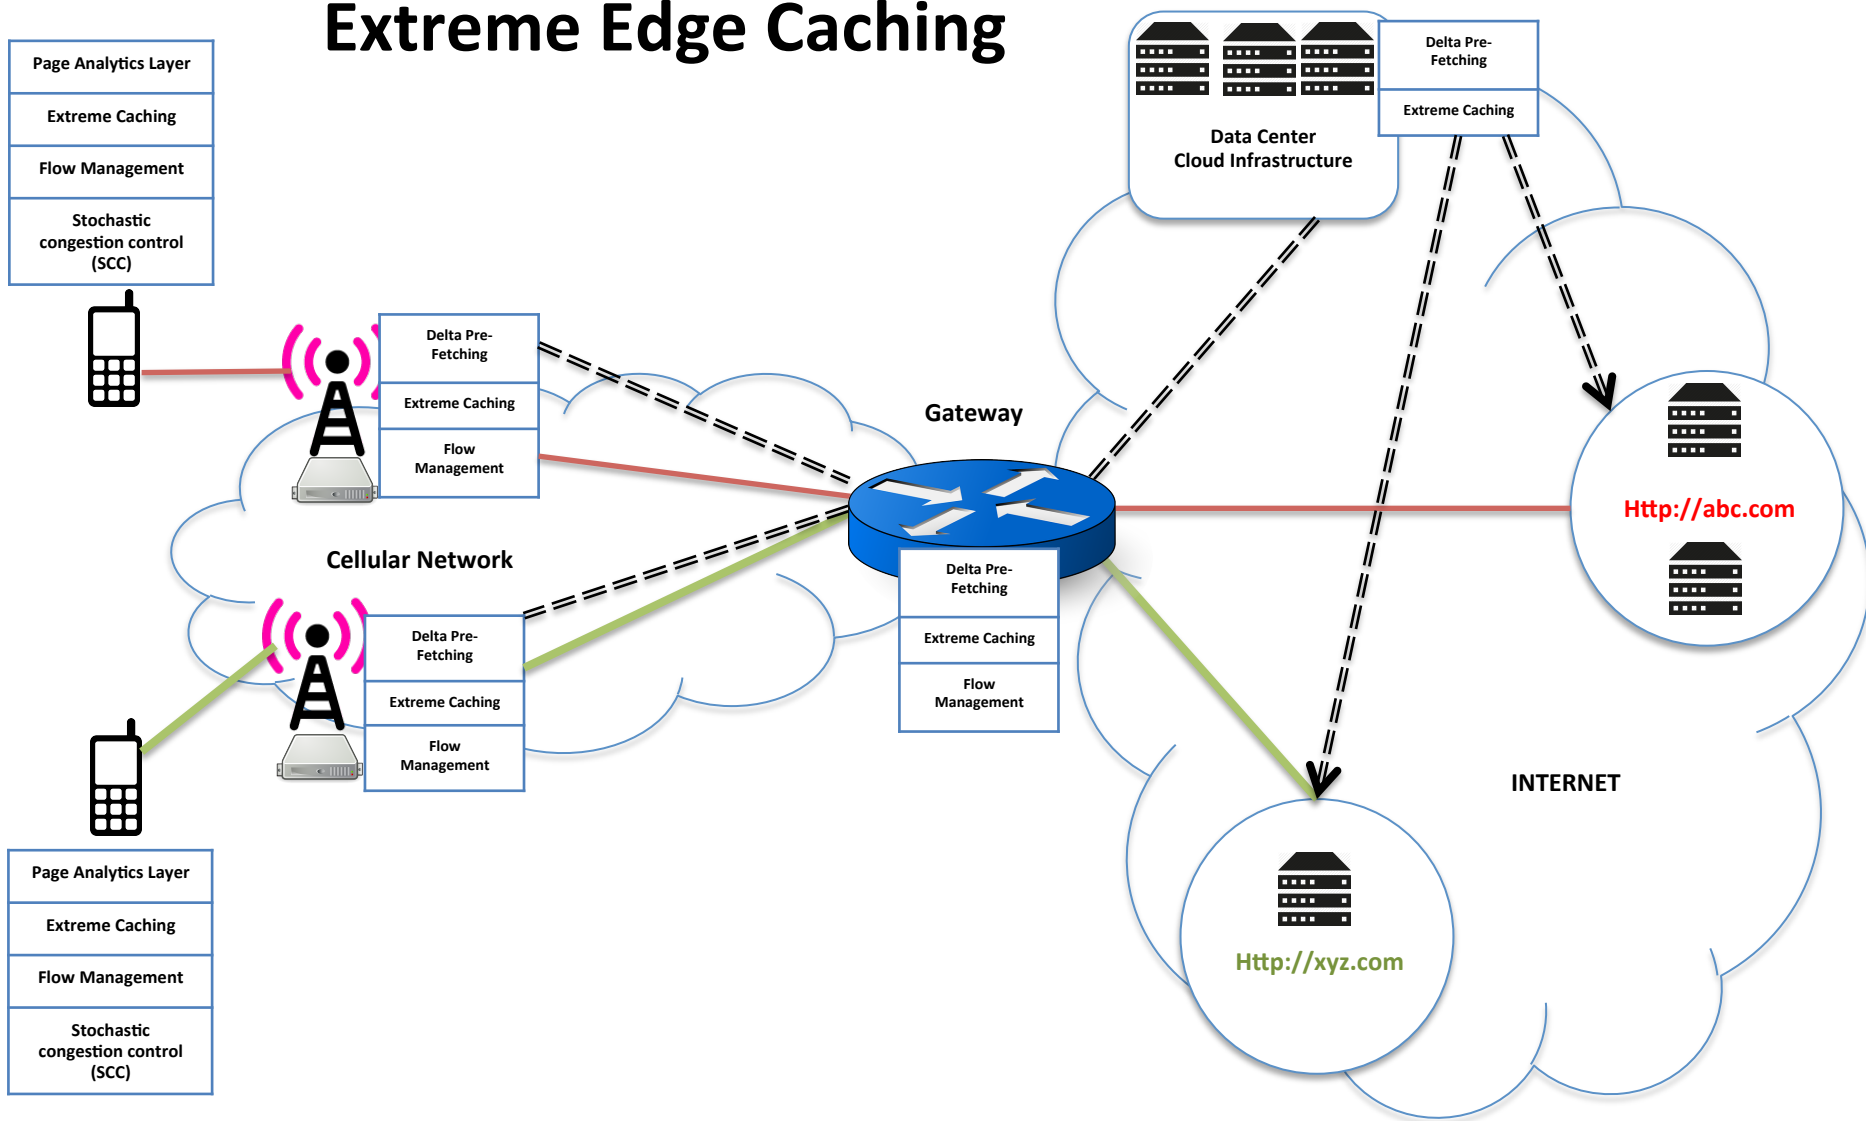 Extreme Edge Caching
Page Analytics Layer
Extreme Caching
Flow Management
Stochastic
congestion control
(SCC)
Delta Pre-
Fetching
Extreme Caching
Data Center
Cloud Infrastructure
Delta Pre-
Fetching
Extreme Caching
Flow
Management
Gateway
Http://abc.com
Cellular Network
Delta Pre-
Fetching
Extreme Caching
Flow
Management
Delta Pre-
Fetching
Extreme Caching
Flow
Management
INTERNET
Http://xyz.com
Page Analytics Layer
Extreme Caching
Flow Management
Stochastic
congestion control
(SCC)